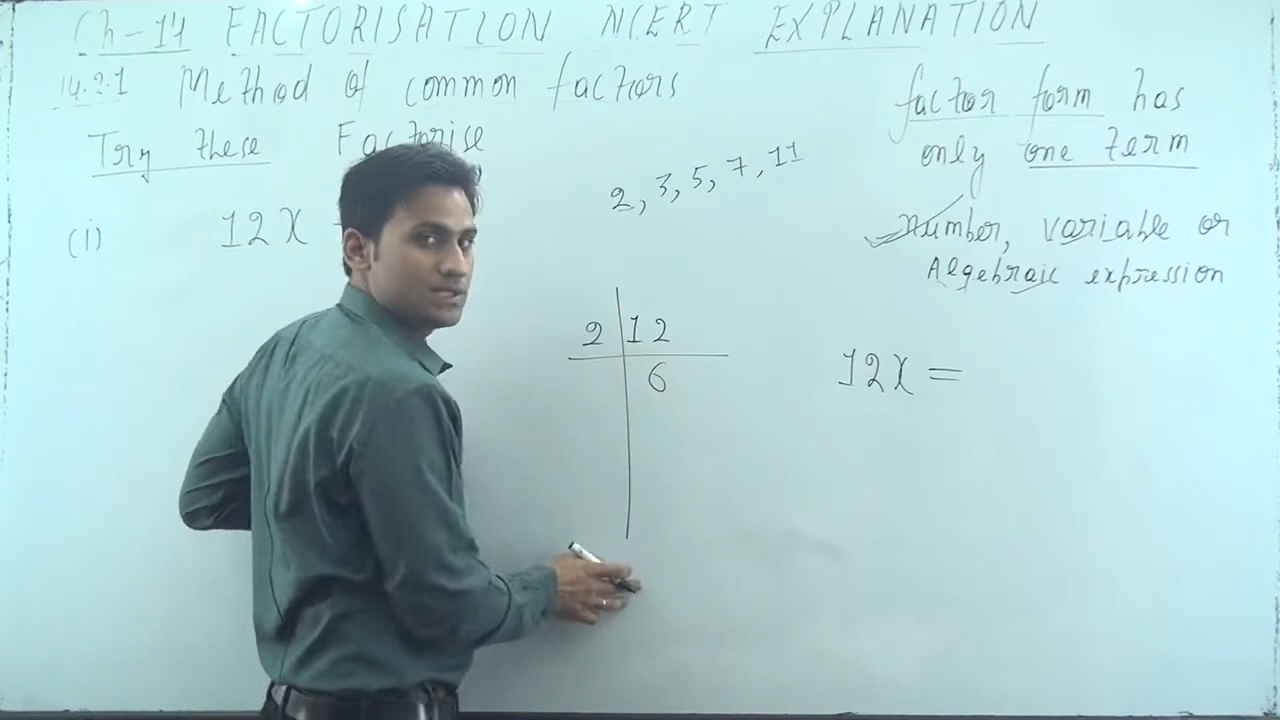 Ch-14 FACTORISATION NCERT EXPLANATION
14.2.1 Method of common factors
Try these Factorise
(i) 12x
2, 3, 5, 7, 11
2 12
6
factor form has
only one term
Number, variable or
Algebraic expression
12x =